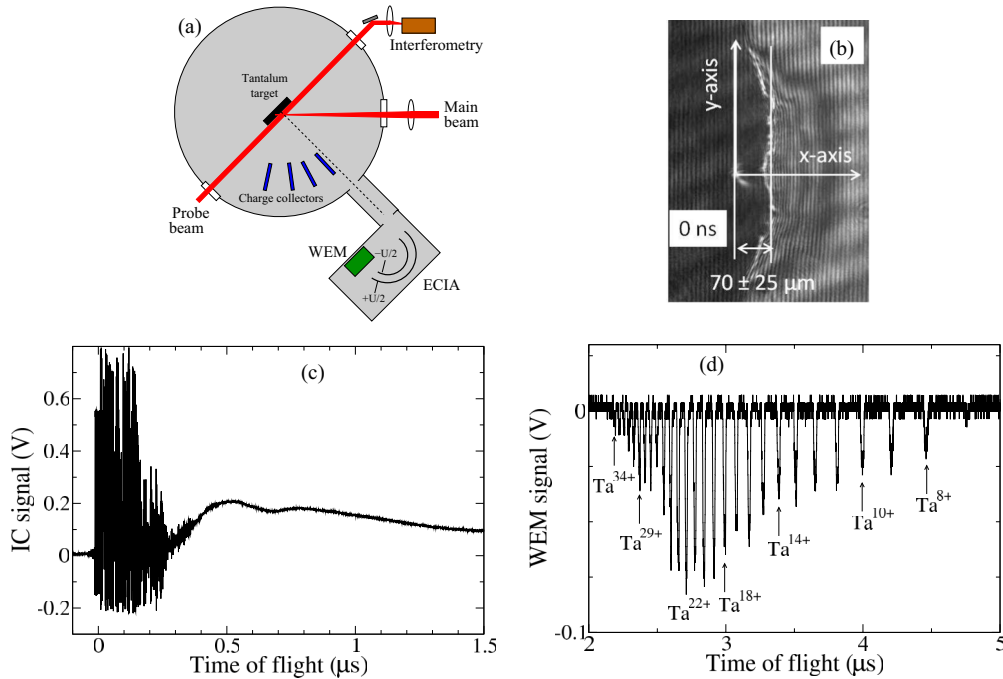 (a)
Interferometry
Tantalum
target
Main
beam
Charge collectors
Probe
beam
WEM
−U/2
+U/2
ECIA
(b)
y-axis
x-axis
0 ns
70 ± 25 μm
(c)
IC signal (V)
0.6
0.4
0.2
0
-0.2
0
0.5
1
1.5
Time of flight (μs)
(d)
WEM signal (V)
0
-0.1
Ta34+
Ta29+
Ta22+
Ta18+
Ta14+
Ta10+
Ta8+
2
3
4
5
Time of flight (μs)